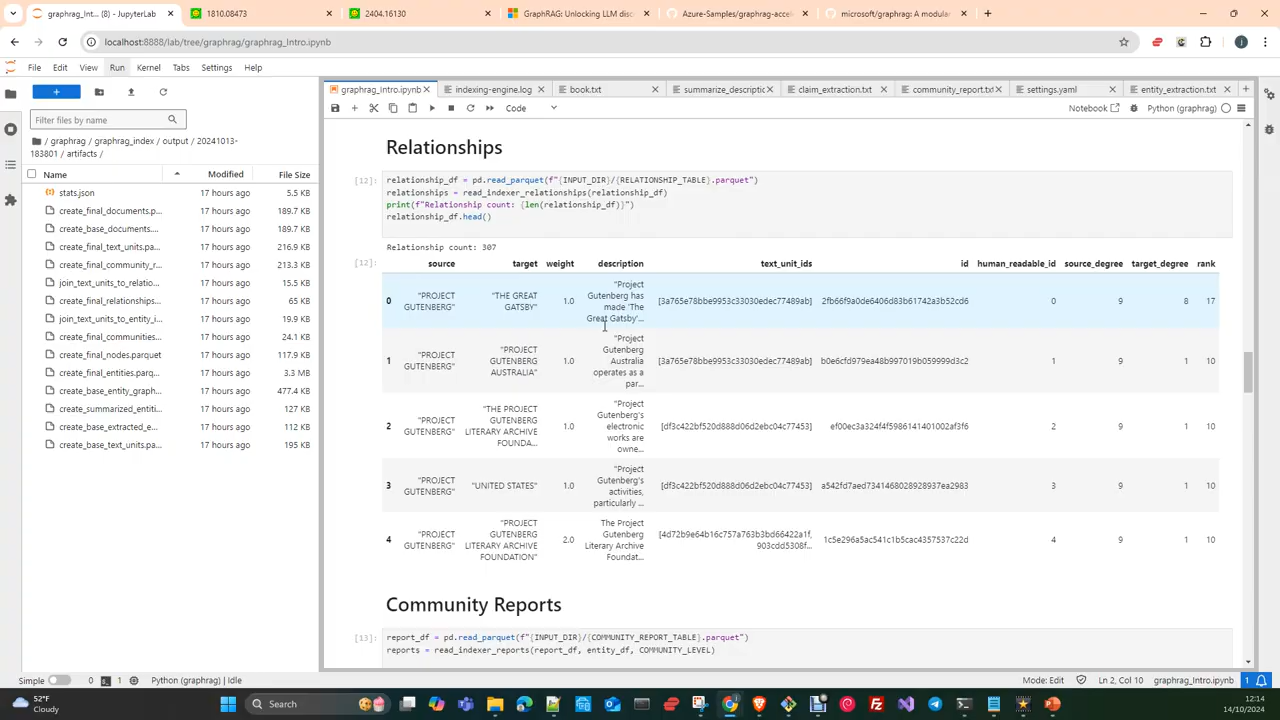 graphrag_Intro.ipynb (8) - JupyterLab
1810.08473
2404.16130
GraphRAG: Unlocking LLM disc
Azure-Samples/graphrag-accele
microsoft/graphrag: A modular
localhost:8888/lab/tree/graphrag/graphrag_Intro.ipynb
File Edit View Run Kernel Tabs Settings Help
graphrag_Intro.ipynb
indexing-engine.log
book.txt
summarize_descriptic
claim_extraction.txt
community_report.txt
settings.yaml
entity_extraction.txt
Code
Notebook
Python (graphrag)
Filter files by name
/ graphrag / graphrag_index / output / 20241013-
183801 / artifacts /
Name Modified File Size
stats.json 17 hours ago 5.5 KB
create_final_documents.p... 17 hours ago 189.7 KB
create_base_documents.... 17 hours ago 189.7 KB
create_final_text_units.pa... 17 hours ago 216.9 KB
create_final_community_r... 17 hours ago 213.3 KB
join_text_units_to_relatio... 17 hours ago 15.5 KB
create_final_relationships... 17 hours ago 65 KB
join_text_units_to_entity_i... 17 hours ago 19.9 KB
create_final_communities... 17 hours ago 24.1 KB
create_final_nodes.parquet 17 hours ago 117.9 KB
create_final_entities.parq... 17 hours ago 3.3 MB
create_base_entity_graph... 17 hours ago 477.4 KB
create_summarized_entiti... 17 hours ago 127 KB
create_base_extracted_e... 17 hours ago 112 KB
create_base_text_units.pa... 17 hours ago 195 KB
Relationships
[12]:
relationship_df = pd.read_parquet(f"{INPUT_DIR}/{RELATIONSHIP_TABLE}.parquet")
relationships = read_indexer_relationships(relationship_df)
print(f"Relationship count: {len(relationship_df)}")
relationship_df.head()
Relationship count: 307
[12]:
source target weight description text_unit_ids id human_readable_id source_degree target_degree rank
0 "PROJECT GUTENBERG" "THE GREAT GATSBY" 1.0 "Project Gutenberg has made 'The Great Gatsby'... [3a765e78bbe9953c33030edec77489ab] 2fb66f9a0de6406d83b61742a3b52cd6 0 9 8 17
1 "PROJECT GUTENBERG" "PROJECT GUTENBERG AUSTRALIA" 1.0 "Project Gutenberg Australia operates as a par... [3a765e78bbe9953c33030edec77489ab] b0e6cfd979ea48b997019b059999d3c2 1 9 1 10
2 "PROJECT GUTENBERG" "THE PROJECT GUTENBERG LITERARY ARCHIVE FOUNDA... 1.0 "Project Gutenberg's electronic works are owne... [df3c422bf520d888d06d2ebc04c77453] ef00ec3a324f4f5986141401002af3f6 2 9 1 10
3 "PROJECT GUTENBERG" "UNITED STATES" 1.0 "Project Gutenberg's activities, particularly ... [df3c422bf520d888d06d2ebc04c77453] a542fd7aed7341468028928937ea2983 3 9 1 10
4 "PROJECT GUTENBERG" "PROJECT GUTENBERG LITERARY ARCHIVE FOUNDATION" 2.0 The Project Gutenberg Literary Archive Foundat... [4d72b9e64b16c757a763b3bd66422a1f, 903cdd5308f... 1c5e296a5ac541c1b5cac4357537c22d 4 9 1 10
Community Reports
[13]:
report_df = pd.read_parquet(f"{INPUT_DIR}/{COMMUNITY_REPORT_TABLE}.parquet")
reports = read_indexer_reports(report_df, entity_df, COMMUNITY_LEVEL)
Simple 0 1 Python (graphrag) | Idle
Mode: Edit Ln 2, Col 10 graphrag_Intro.ipynb 1
52°F
Cloudy
Search
12:14
14/10/2024